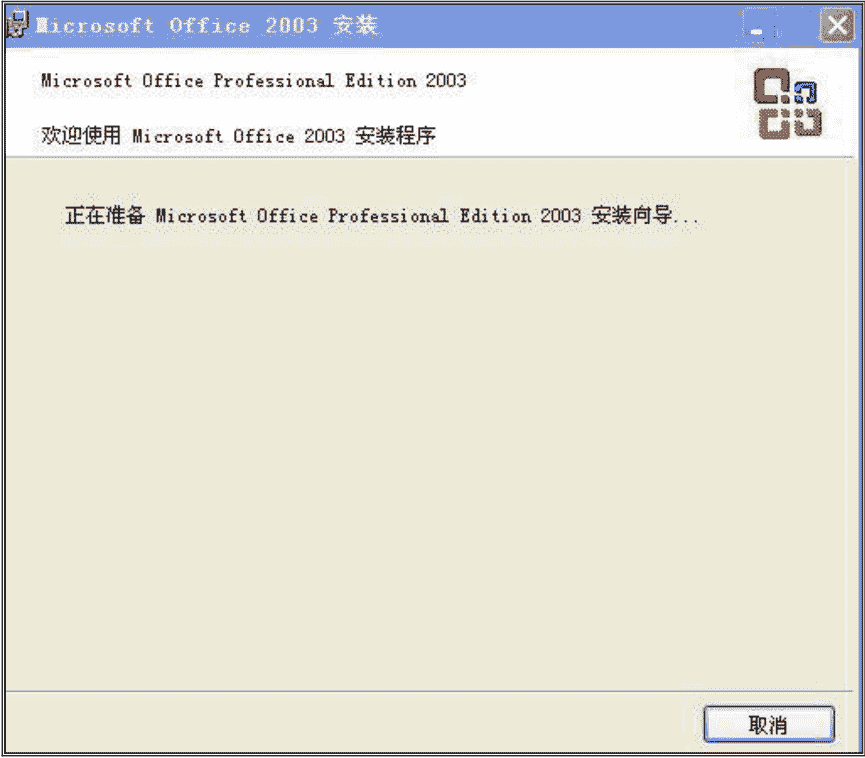 Microsoft Office 2003 安装
Microsoft Office Professional Edition 2003
欢迎使用 Microsoft Office 2003 安装程序
正在准备 Microsoft Office Professional Edition 2003 安装向导...
取消